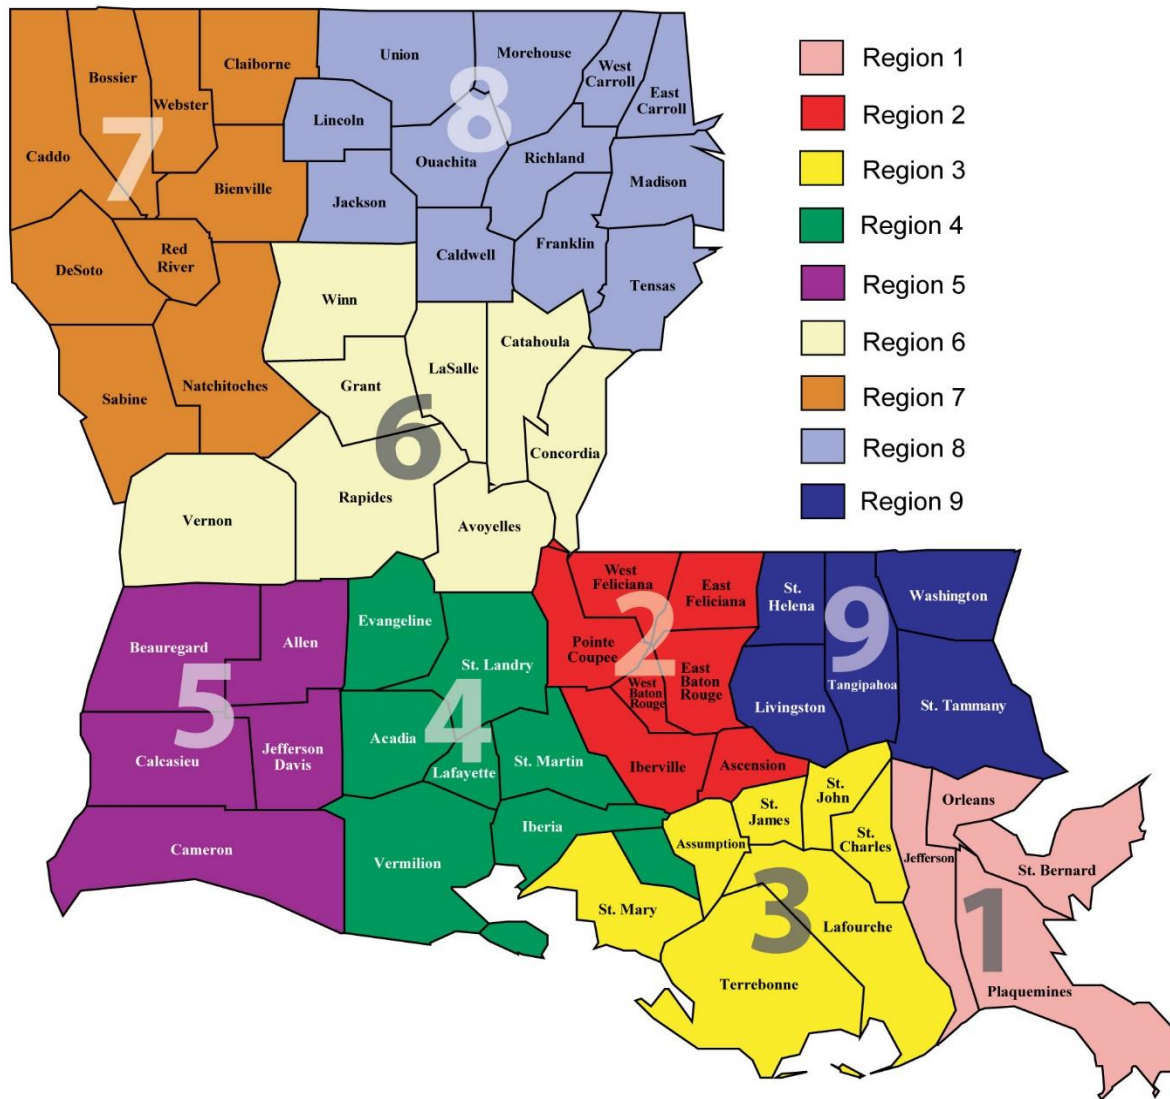 Union
Morehouse
West
Carroll
East
Carroll
Claiborne
Bossier
Webster
Lincoln
8
Ouachita
Richland
Madison
7
Caddo
Bienville
Jackson
Franklin
Caldwell
Tensas
Red
River
DeSoto
Winn
Catahoula
LaSalle
Grant
Natchitoches
Sabine
6
Concordia
Rapides
Vernon
Avoyelles
Region 1
Region 2
Region 3
Region 4
Region 5
Region 6
Region 7
Region 8
Region 9
West
Feliciana
East
Feliciana
St.
Helena
Washington
Evangeline
Beauregard
Allen
2
9
Pointe
Coupee
St. Landry
East
Baton
Rouge
West
Baton
Rouge
Tangipahoa
Livingston
St. Tammany
5
4
Acadia
Jefferson
Davis
Calcasieu
Lafayette
St. Martin
Iberville
Ascension
St.
John
Orleans
St.
James
Iberia
St.
Charles
Assumption
Cameron
Vermilion
Jefferson
St. Bernard
St. Mary
3
Lafourche
1
Terrebonne
Plaquemines